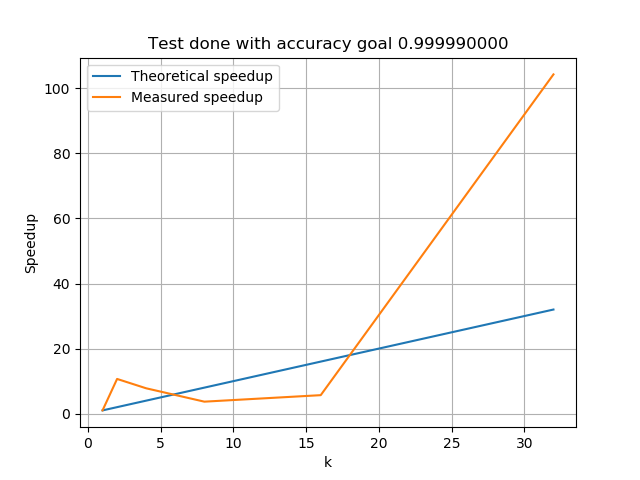 Test done with accuracy goal 0.999990000
Theoretical speedup
Measured speedup
100
80
60
40
20
0
Speedup
0 5 10 15 20 25 30
k